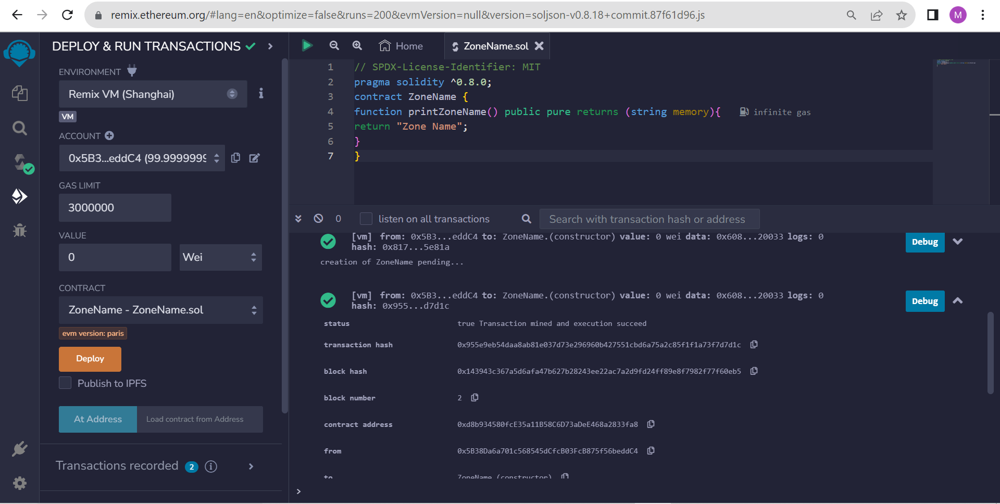 remix.ethereum.org/#lang=en&optimize=false&runs=200&evmVersion=null&version=soljson-v0.8.18+commit.87f61d96.js
M
DEPLOY & RUN TRANSACTIONS
ENVIRONMENT
Remix VM (Shanghai)
VM
ACCOUNT
0x5B3...eddC4 (99.9999999
GAS LIMIT
3000000
VALUE
0
Wei
CONTRACT
ZoneName - ZoneName.sol
evm version: paris
Deploy
Publish to IPFS
At Address
Load contract from Address
Transactions recorded 2
Home
ZoneName.sol
1 // SPDX-License-Identifier: MIT
2 pragma solidity ^0.8.0;
3 contract ZoneName {
4 function printZoneName() public pure returns (string memory){ infinite gas
5 return "Zone Name";
6 }
7 }
0 listen on all transactions
Search with transaction hash or address
[vm] from: 0x5B3...eddC4 to: ZoneName.(constructor) value: 0 wei data: 0x608...20033 logs: 0
hash: 0x817...5e81a
Debug
creation of ZoneName pending...
[vm] from: 0x5B3...eddC4 to: ZoneName.(constructor) value: 0 wei data: 0x608...20033 logs: 0
hash: 0x955...d7d1c
Debug
status true Transaction mined and execution succeed
transaction hash 0x955e9eb54daa8ab81e037d73e296960b427551cbd6a75a2c85f1f1a73f7d7d1c
block hash 0x143943c367a5d6afa47b627b28243ee22ac7a2d9fd24ff89e8f7982f77f60eb5
block number 2
contract address 0xd8b934580fcE35a11B58C6D73aDeE468a2833fa8
from 0x5B38Da6a701c568545dCfcB03FcB875f56beddC4
to ZoneName.(constructor)
>